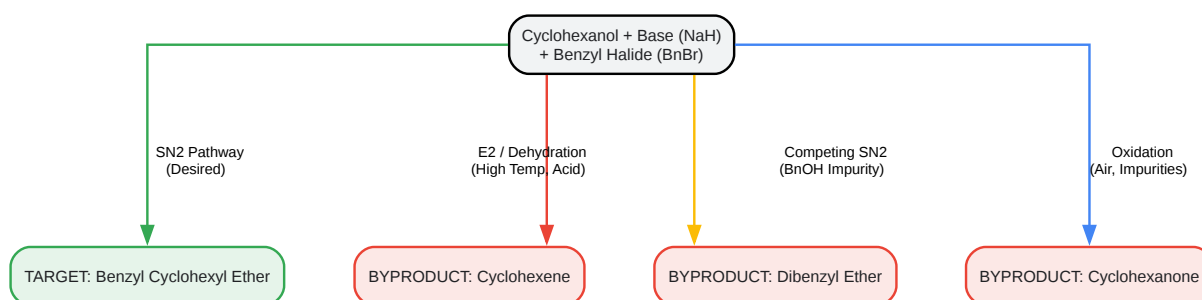 Cyclohexanol + Base (NaH)
+ Benzyl Halide (BnBr)
SN2 Pathway
(Desired)
E2 / Dehydration
(High Temp, Acid)
Competing SN2
(BnOH Impurity)
Oxidation
(Air, Impurities)
TARGET: Benzyl Cyclohexyl Ether
BYPRODUCT: Cyclohexene
BYPRODUCT: Dibenzyl Ether
BYPRODUCT: Cyclohexanone